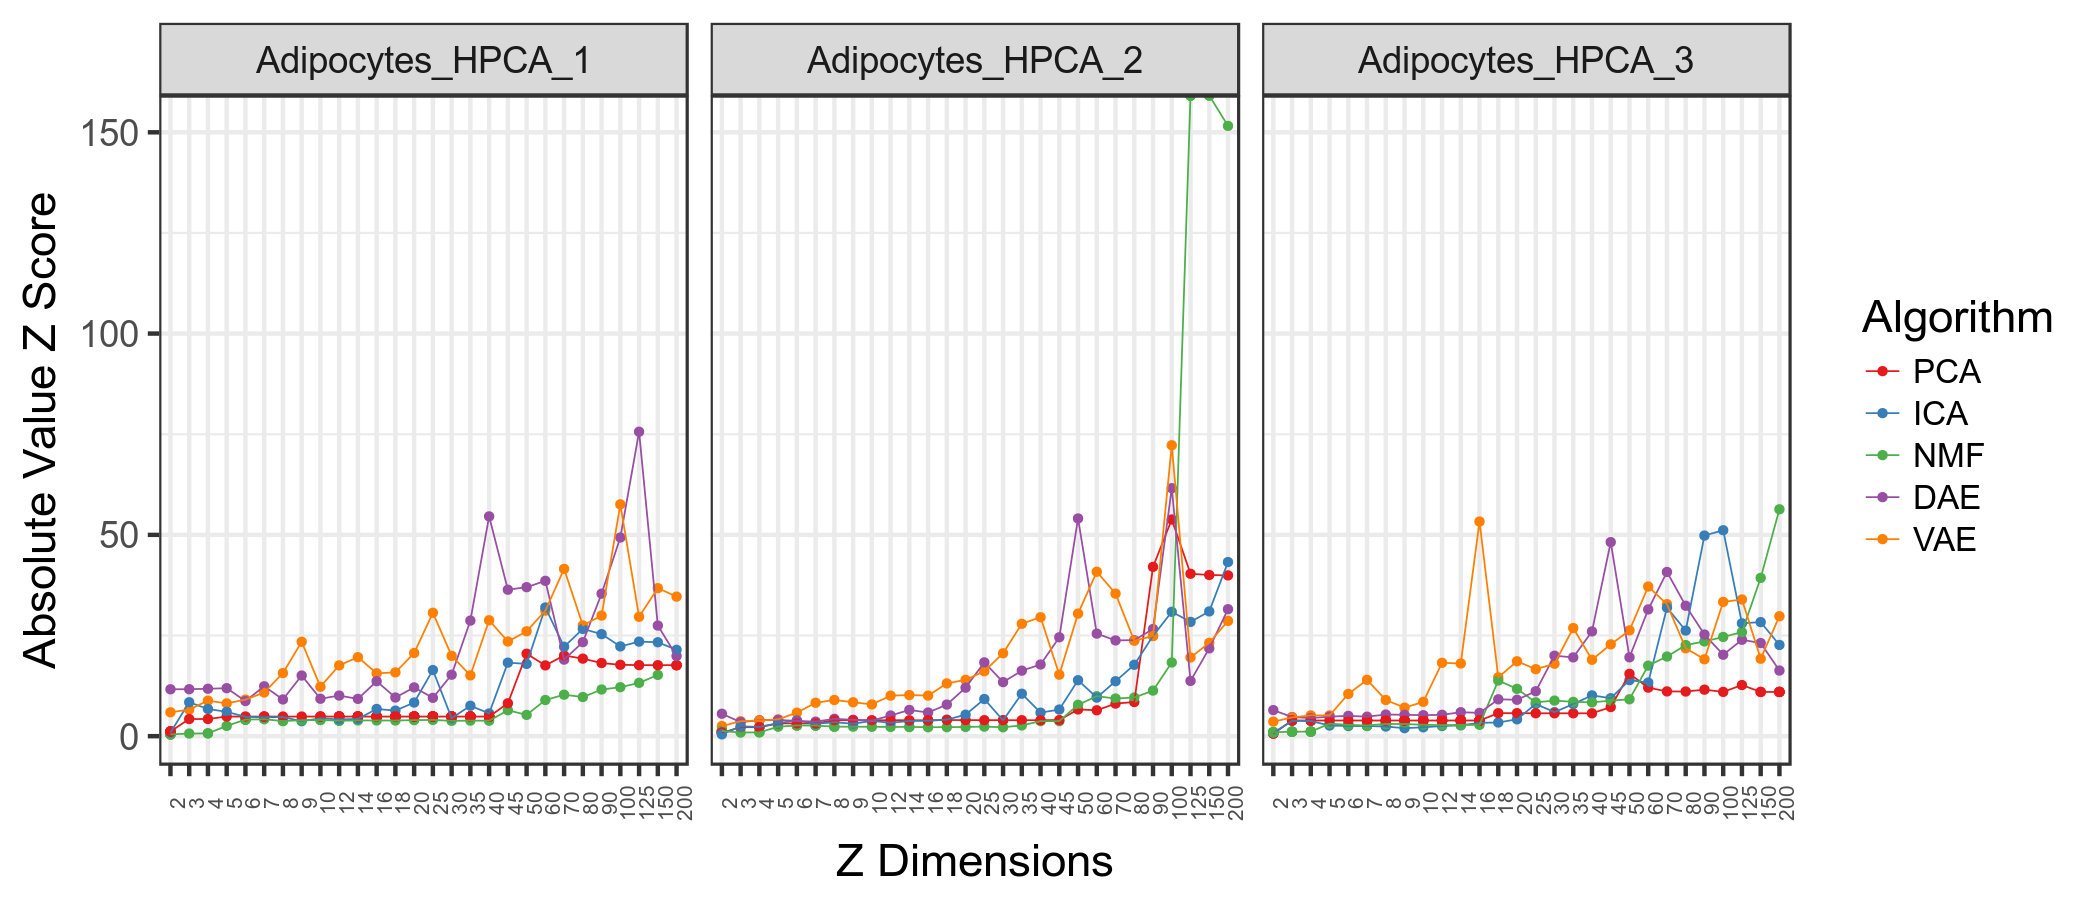 Adipocytes_HPCA_1 Adipocytes_HPCA_2 Adipocytes_HPCA_3
Absolute Value Z Score
150
100
50
0
2 3 4 5 6 7 8 9 10 12 14 16 18 20 25 30 35 40 45 50 60 70 80 90 100 125 150 200
2 3 4 5 6 7 8 9 10 12 14 16 18 20 25 30 35 40 45 50 60 70 80 90 100 125 150 200
2 3 4 5 6 7 8 9 10 12 14 16 18 20 25 30 35 40 45 50 60 70 80 90 100 125 150 200
Z Dimensions
Algorithm
PCA
ICA
NMF
DAE
VAE